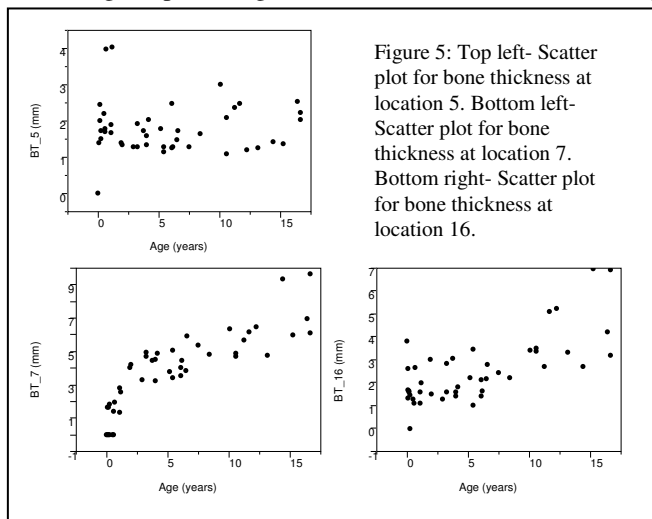 4
3
2
1
0
BT_5 (mm)
0 5 10 15
Age (years)
Figure 5: Top left- Scatter
plot for bone thickness at
location 5. Bottom left-
Scatter plot for bone
thickness at location 7.
Bottom right- Scatter plot
for bone thickness at
location 16.
9
7
5
3
1
-1
BT_7 (mm)
0 5 10 15
Age (years)
7
6
5
4
3
2
1
0
-1
BT_16 (mm)
0 5 10 15
Age (years)